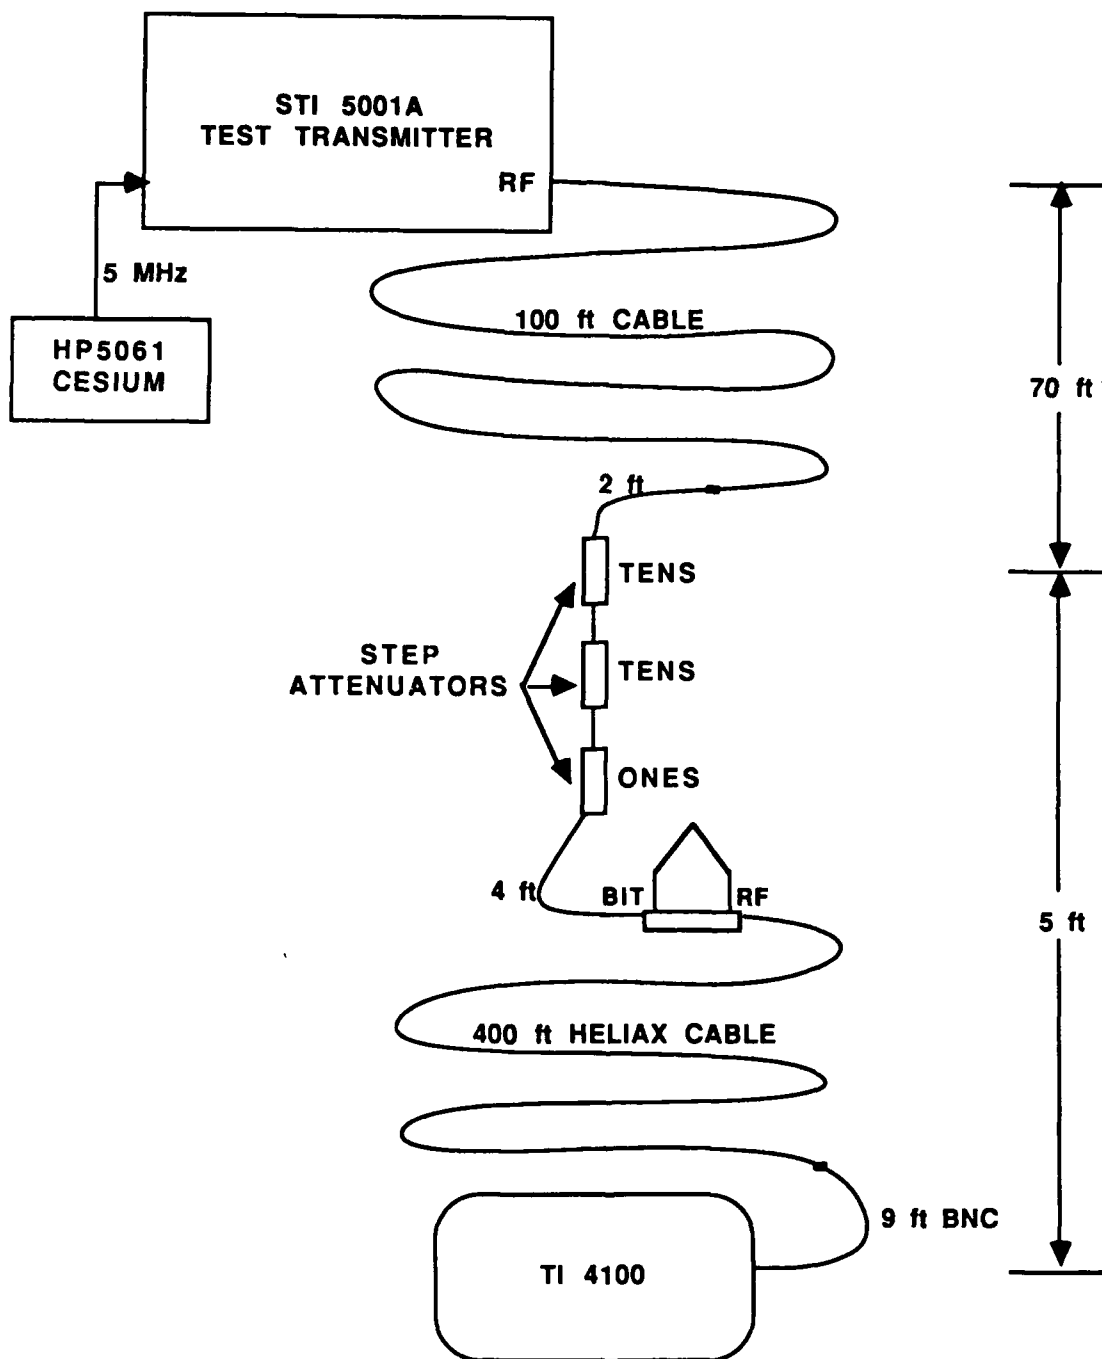 STI 5001A
TEST TRANSMITTER
RF
5 MHz
HP5061
CESIUM
100 ft CABLE
70 ft
2 ft
TENS
STEP
ATTENUATORS
TENS
ONES
4 ft
BIT
RF
5 ft
400 ft HELIAX CABLE
9 ft BNC
TI 4100